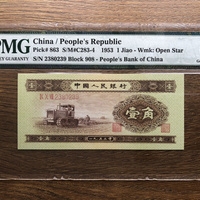 PMG
China / People's Republic
Pick# 863 S/M#C283-4 1953 1 Jiao - Wmk: Open Star
S/N 2380239 Block 908 - People's Bank of China
中国人民银行
2380239
壹角